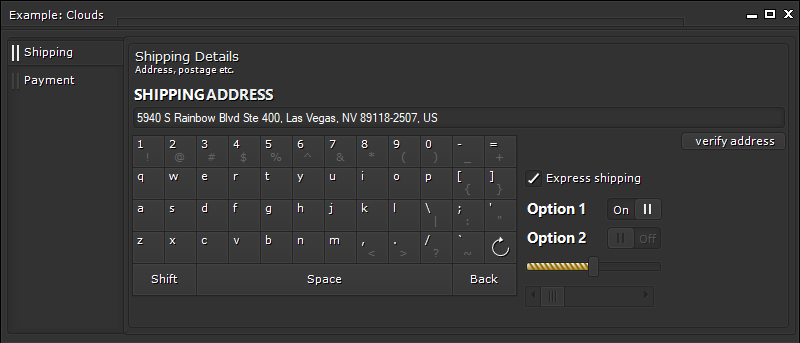 Example: Clouds
Shipping
Payment
Shipping Details
Address, postage etc.
SHIPPING ADDRESS
5940 S Rainbow Blvd Ste 400, Las Vegas, NV 89118-2507, US
verify address
1 ! 2 @ 3 # 4 $ 5 % 6 ^ 7 & 8 * 9 ( 0 ) - _ = +
q w e r t y u i o p [ { ] }
a s d f g h j k l \ | ; : ' "
z x c v b n m , < . > / ? ` ~
Shift Space Back
Express shipping
Option 1 On
Option 2 Off